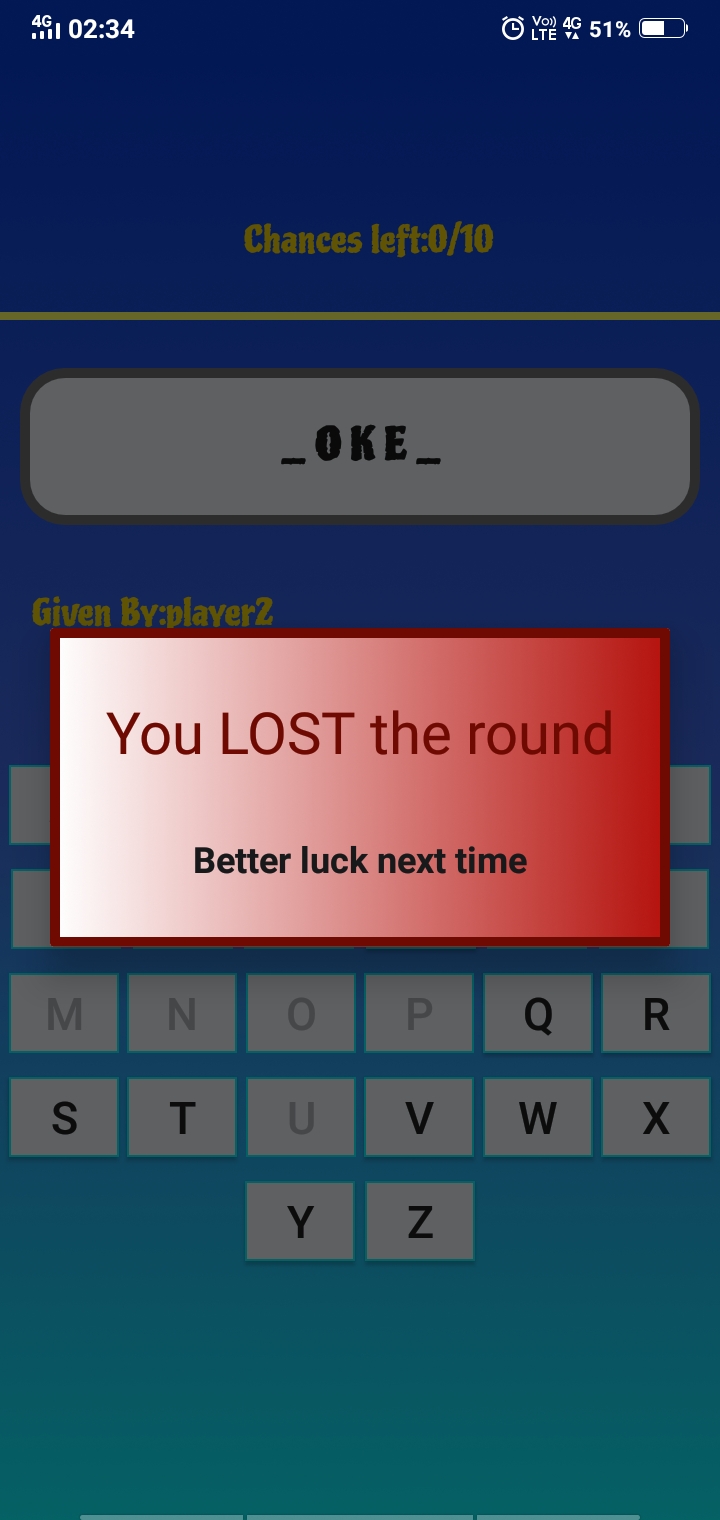 4G 02:34 Vo)) LTE 4G 51%
Chances left:0/10
_OKE_
Given By:player2
You LOST the round
Better luck next time
M N O P Q R
S T U V W X
Y Z